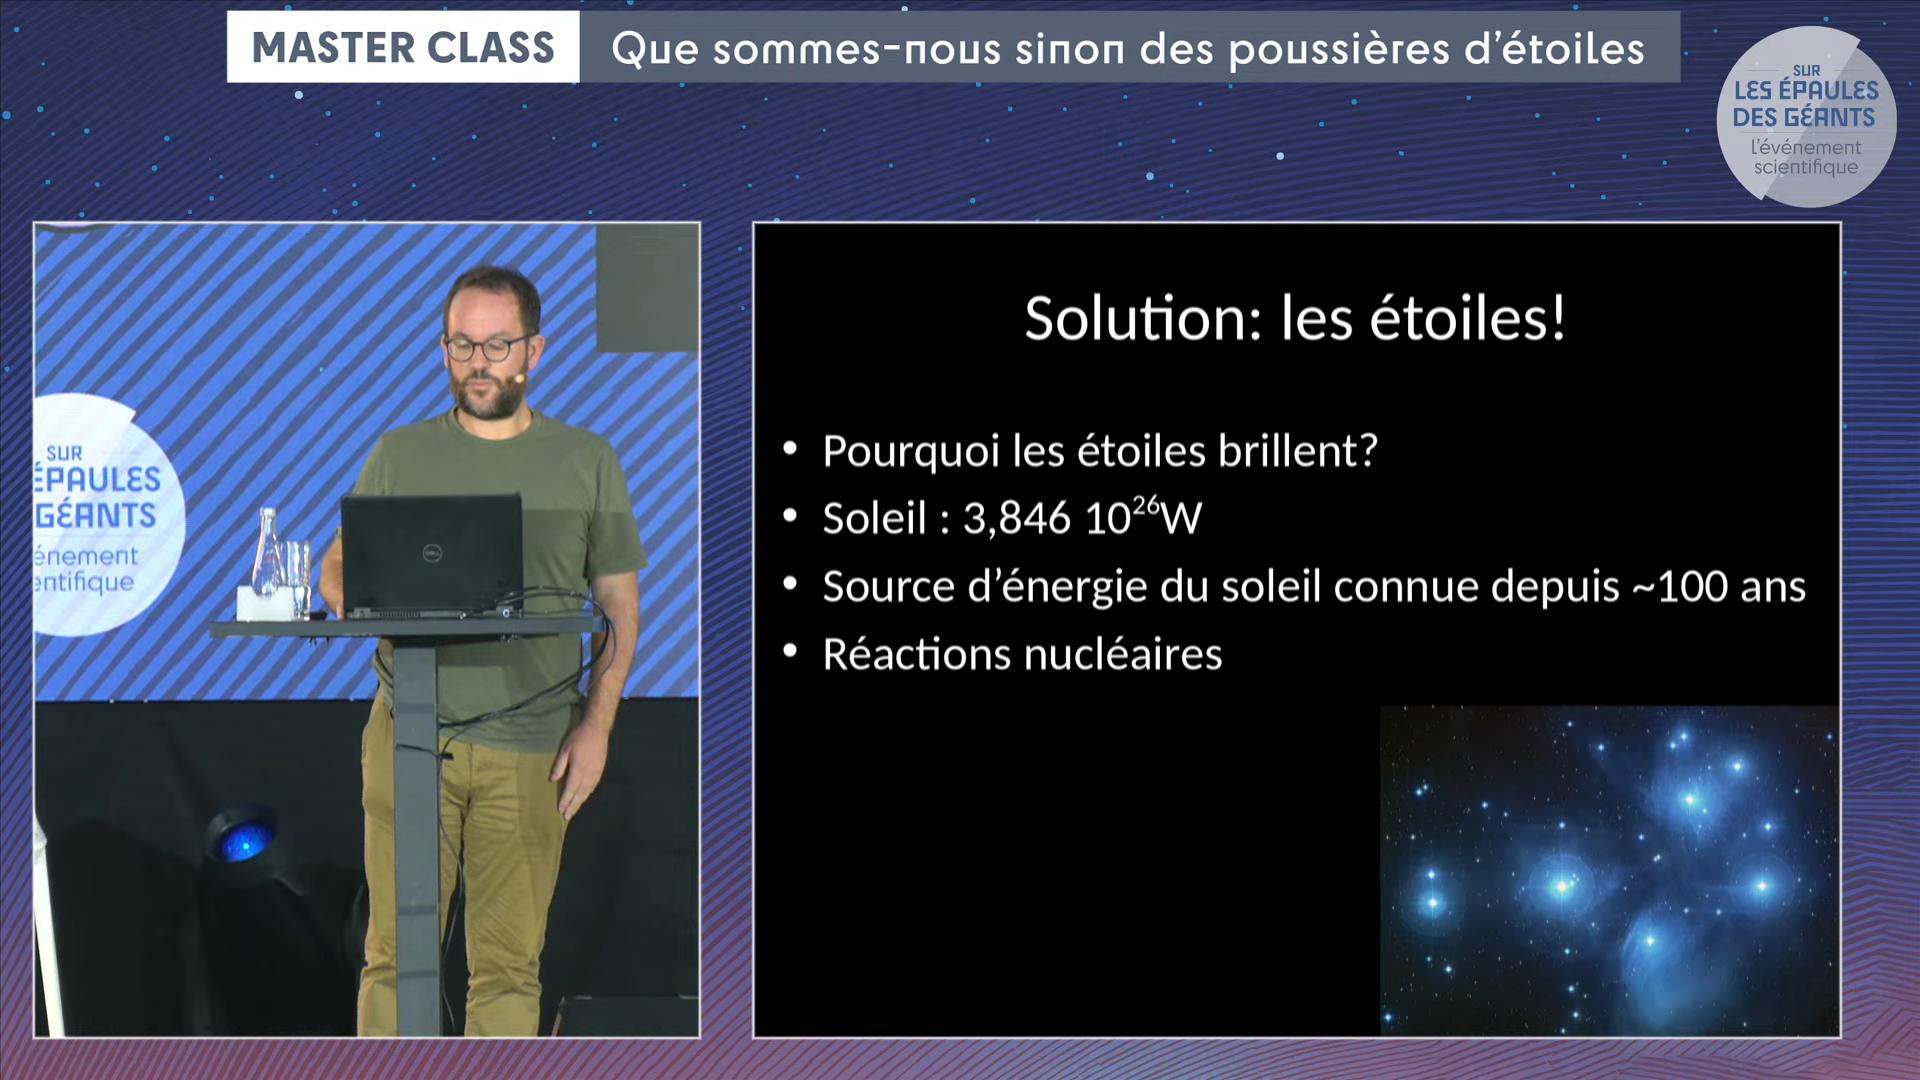 MASTER CLASS Que sommes-nous sinon des poussières d'étoiles
SUR
LES ÉPAULES
DES GÉANTS
l'événement
scientifique
SUR
ÉPAULES
GÉANTS
énement
entifique
DELL
Solution: les étoiles!
• Pourquoi les étoiles brillent?
• Soleil : 3,846 10²⁶W
• Source d’énergie du soleil connue depuis ~100 ans
• Réactions nucléaires